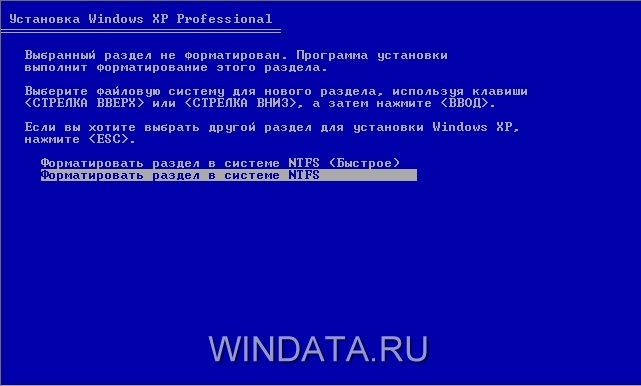 Установка Windows XP Professional
Выбранный раздел не форматирован. Программа установки
выполнит форматирование этого раздела.
Выберите файловую систему для нового раздела, используя клавиши
<СТРЕЛКА ВВЕРХ> или <СТРЕЛКА ВНИЗ>, а затем нажмите <ВВОД>.
Если вы хотите выбрать другой раздел для установки Windows XP,
нажмите <ESC>.
Форматировать раздел в системе NTFS (Быстрое)
Форматировать раздел в системе NTFS
WINDATA.RU